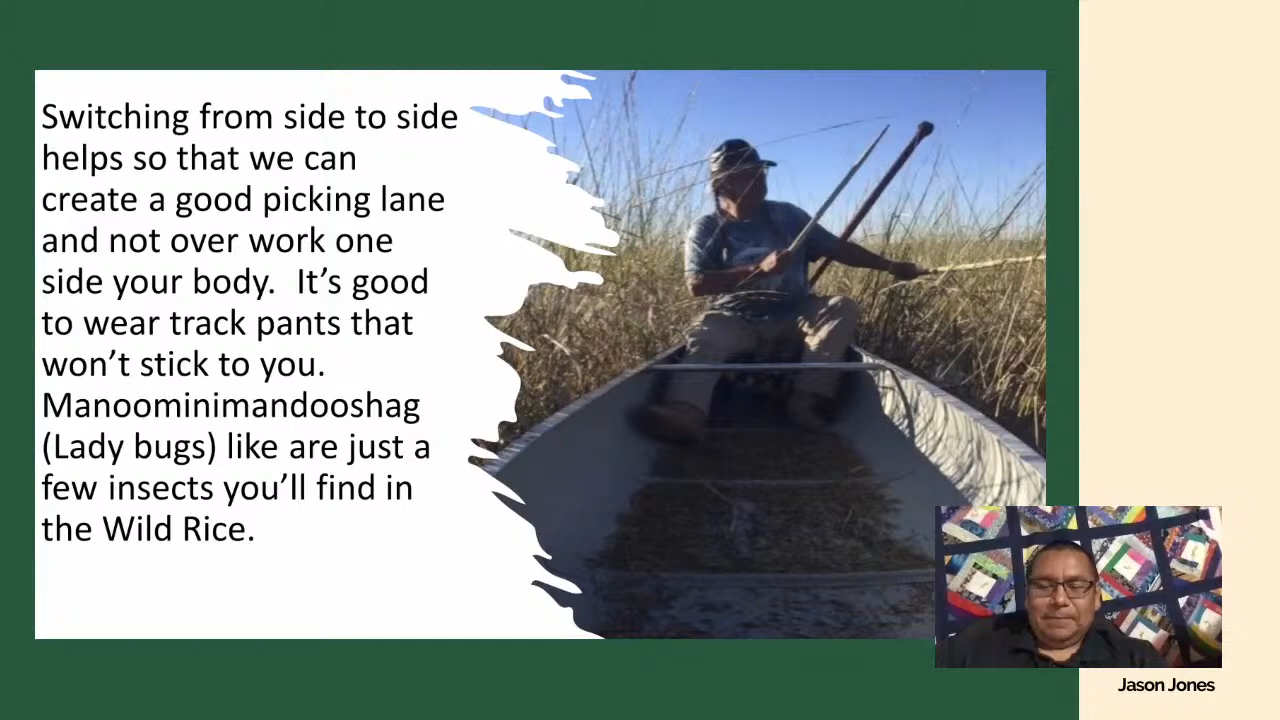 Switching from side to side
helps so that we can
create a good picking lane
and not over work one
side your body.  It’s good
to wear track pants that
won’t stick to you.
Manoominimandooshag
(Lady bugs) like are just a
few insects you’ll find in
the Wild Rice.
Jason Jones